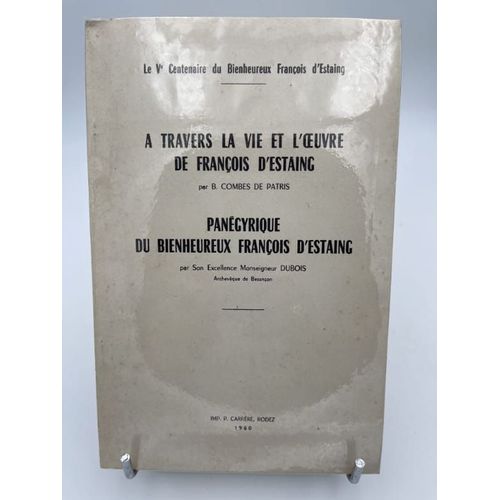 Le Vᵉ Centenaire du Bienheureux François d'Estaing
A TRAVERS LA VIE ET L'ŒUVRE
DE FRANÇOIS D'ESTAING
par B. COMBES DE PATRIS
PANÉGYRIQUE
DU BIENHEUREUX FRANÇOIS D'ESTAING
par Son Excellence Monseigneur DUBOIS
Archevêque de Besançon
IMP. P. CARRÈRE, RODEZ
1960